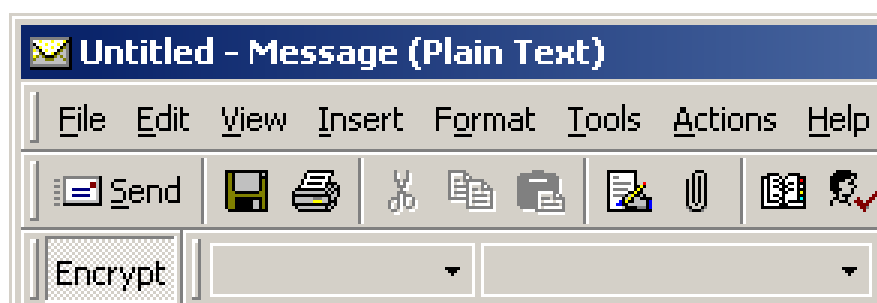 Untitled - Message (Plain Text)
File Edit View Insert Format Tools Actions Help
Send
Encrypt